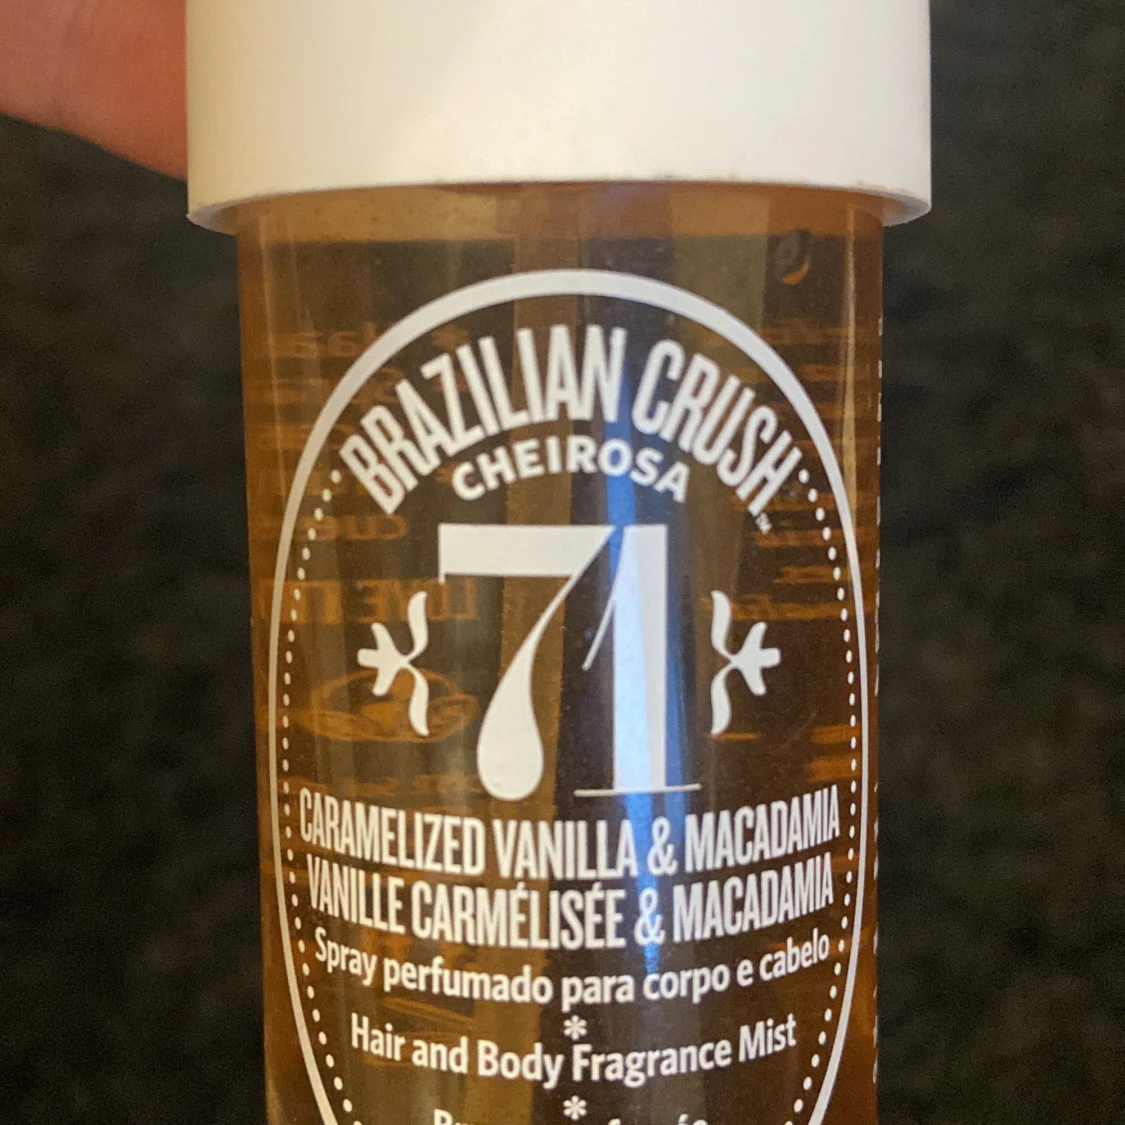 BRAZILIAN CRUSH™
CHEIROSA
71
CARAMELIZED VANILLA & MACADAMIA
VANILLE CARMÉLISÉE & MACADAMIA
Spray perfumado para corpo e cabelo
*
Hair and Body Fragrance Mist
*